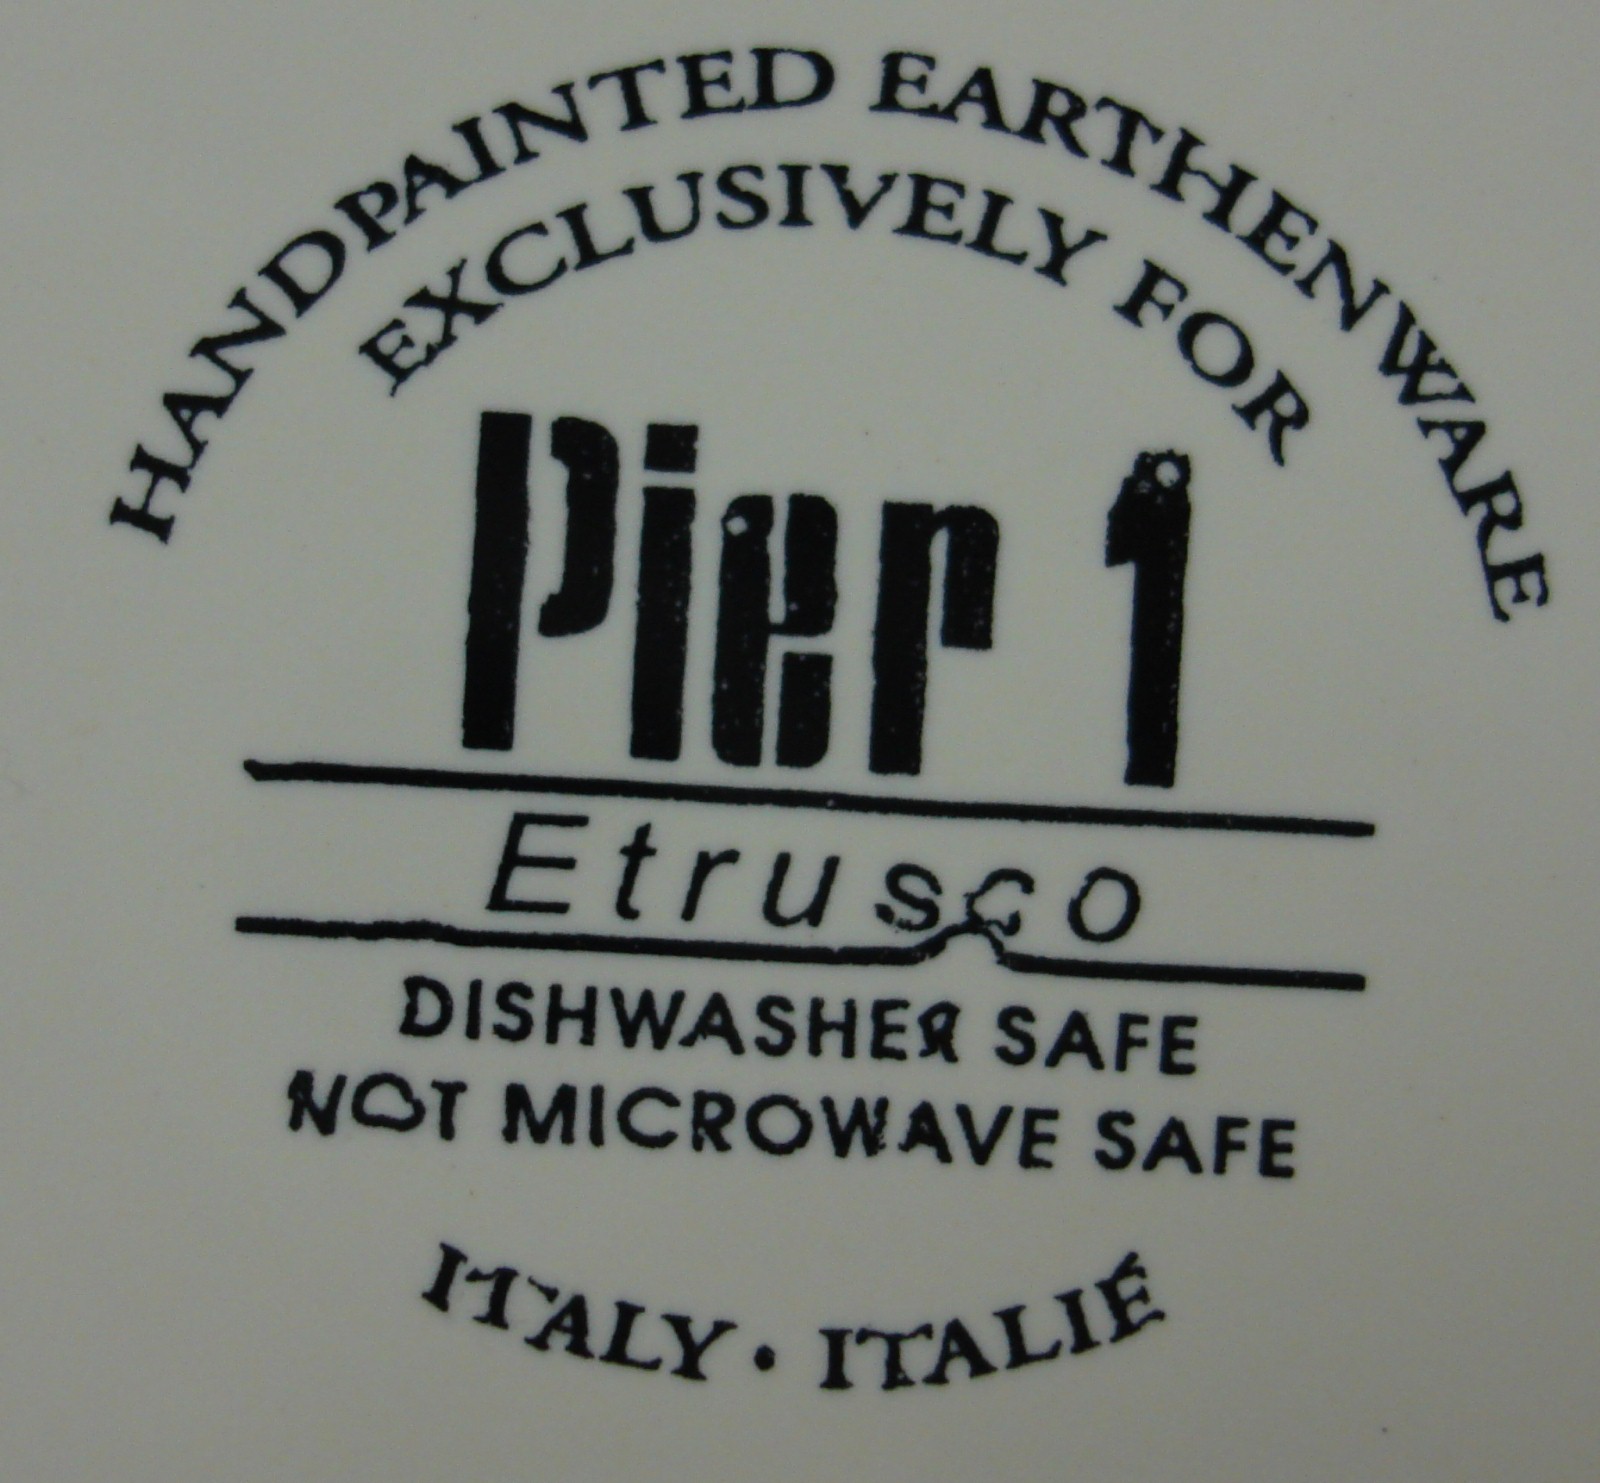 HANDPAINTED EARTHENWARE
EXCLUSIVELY FOR
Pier 1
Etrusco
DISHWASHER SAFE
NOT MICROWAVE SAFE
ITALY · ITALIÉ